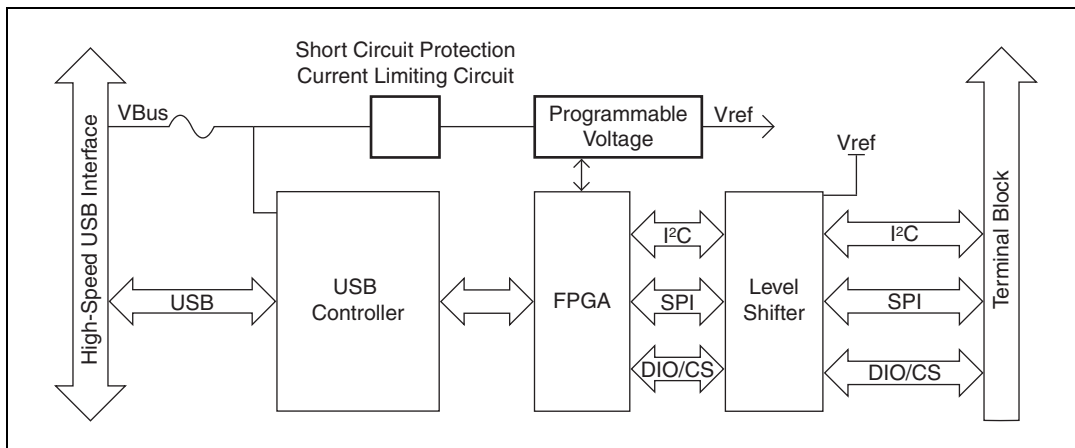 Short Circuit Protection
Current Limiting Circuit
VBus
Programmable
Voltage
Vref
Vref
High-Speed USB Interface
USB
USB
Controller
FPGA
I²C
SPI
DIO/CS
Level
Shifter
I²C
SPI
DIO/CS
Terminal Block